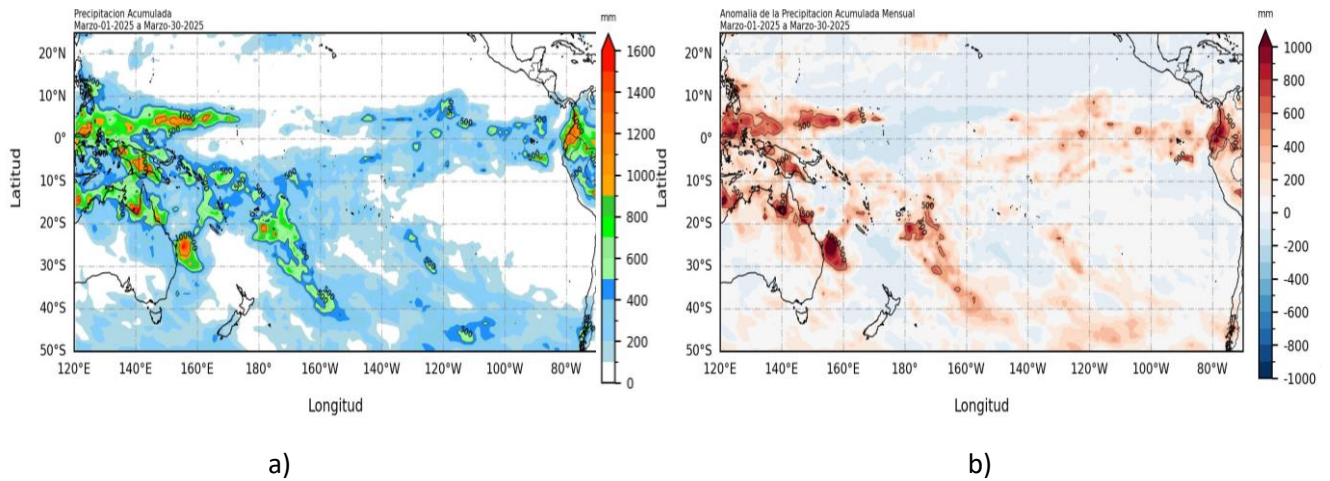 Precipitacion Acumulada
Marzo-01-2025 a Marzo-30-2025
mm
20°N
10°N
0°
10°S
20°S
30°S
40°S
50°S
Latitud
120°E 140°E 160°E 180° 160°W 140°W 120°W 100°W 80°W
Longitud
1600
1400
1200
1000
800
600
400
200
0
a)
Anomalia de la Precipitacion Acumulada Mensual
Marzo-01-2025 a Marzo-30-2025
mm
20°N
10°N
0°
10°S
20°S
30°S
40°S
50°S
Latitud
120°E 140°E 160°E 180° 160°W 140°W 120°W 100°W 80°W
Longitud
1000
800
600
400
200
0
-200
-400
-600
-800
-1000
b)